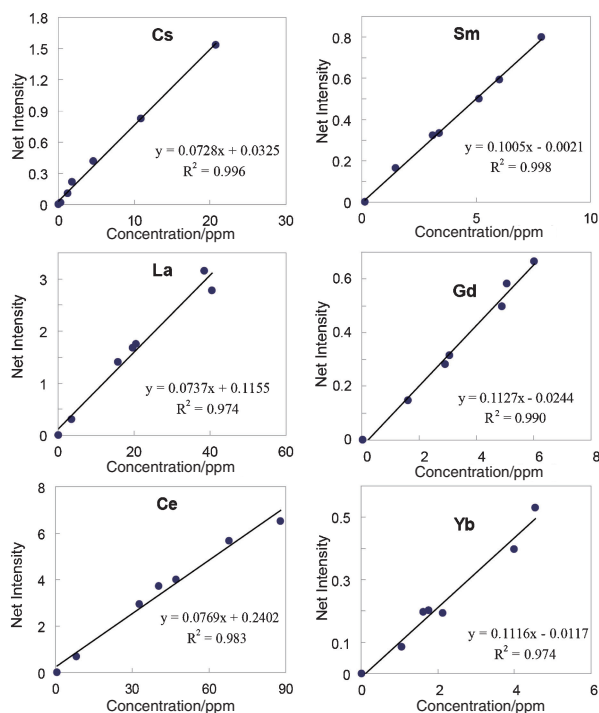 Cs
Net Intensity
1.8
1.5
1.2
0.9
0.6
0.3
0
y = 0.0728x + 0.0325
R² = 0.996
0 10 20 30
Concentration/ppm
Sm
Net Intensity
0.8
0.6
0.4
0.2
0
y = 0.1005x - 0.0021
R² = 0.998
0 5 10
Concentration/ppm
La
Net Intensity
3
2
1
0
y = 0.0737x + 0.1155
R² = 0.974
0 20 40 60
Concentration/ppm
Gd
Net Intensity
0.6
0.4
0.2
0
y = 0.1127x - 0.0244
R² = 0.990
0 2 4 6 8
Concentration/ppm
Ce
Net Intensity
8
6
4
2
0
y = 0.0769x + 0.2402
R² = 0.983
0 30 60 90
Concentration/ppm
Yb
Net Intensity
0.5
0.3
0.1
0
y = 0.1116x - 0.0117
R² = 0.974
0 2 4 6
Concentration/ppm